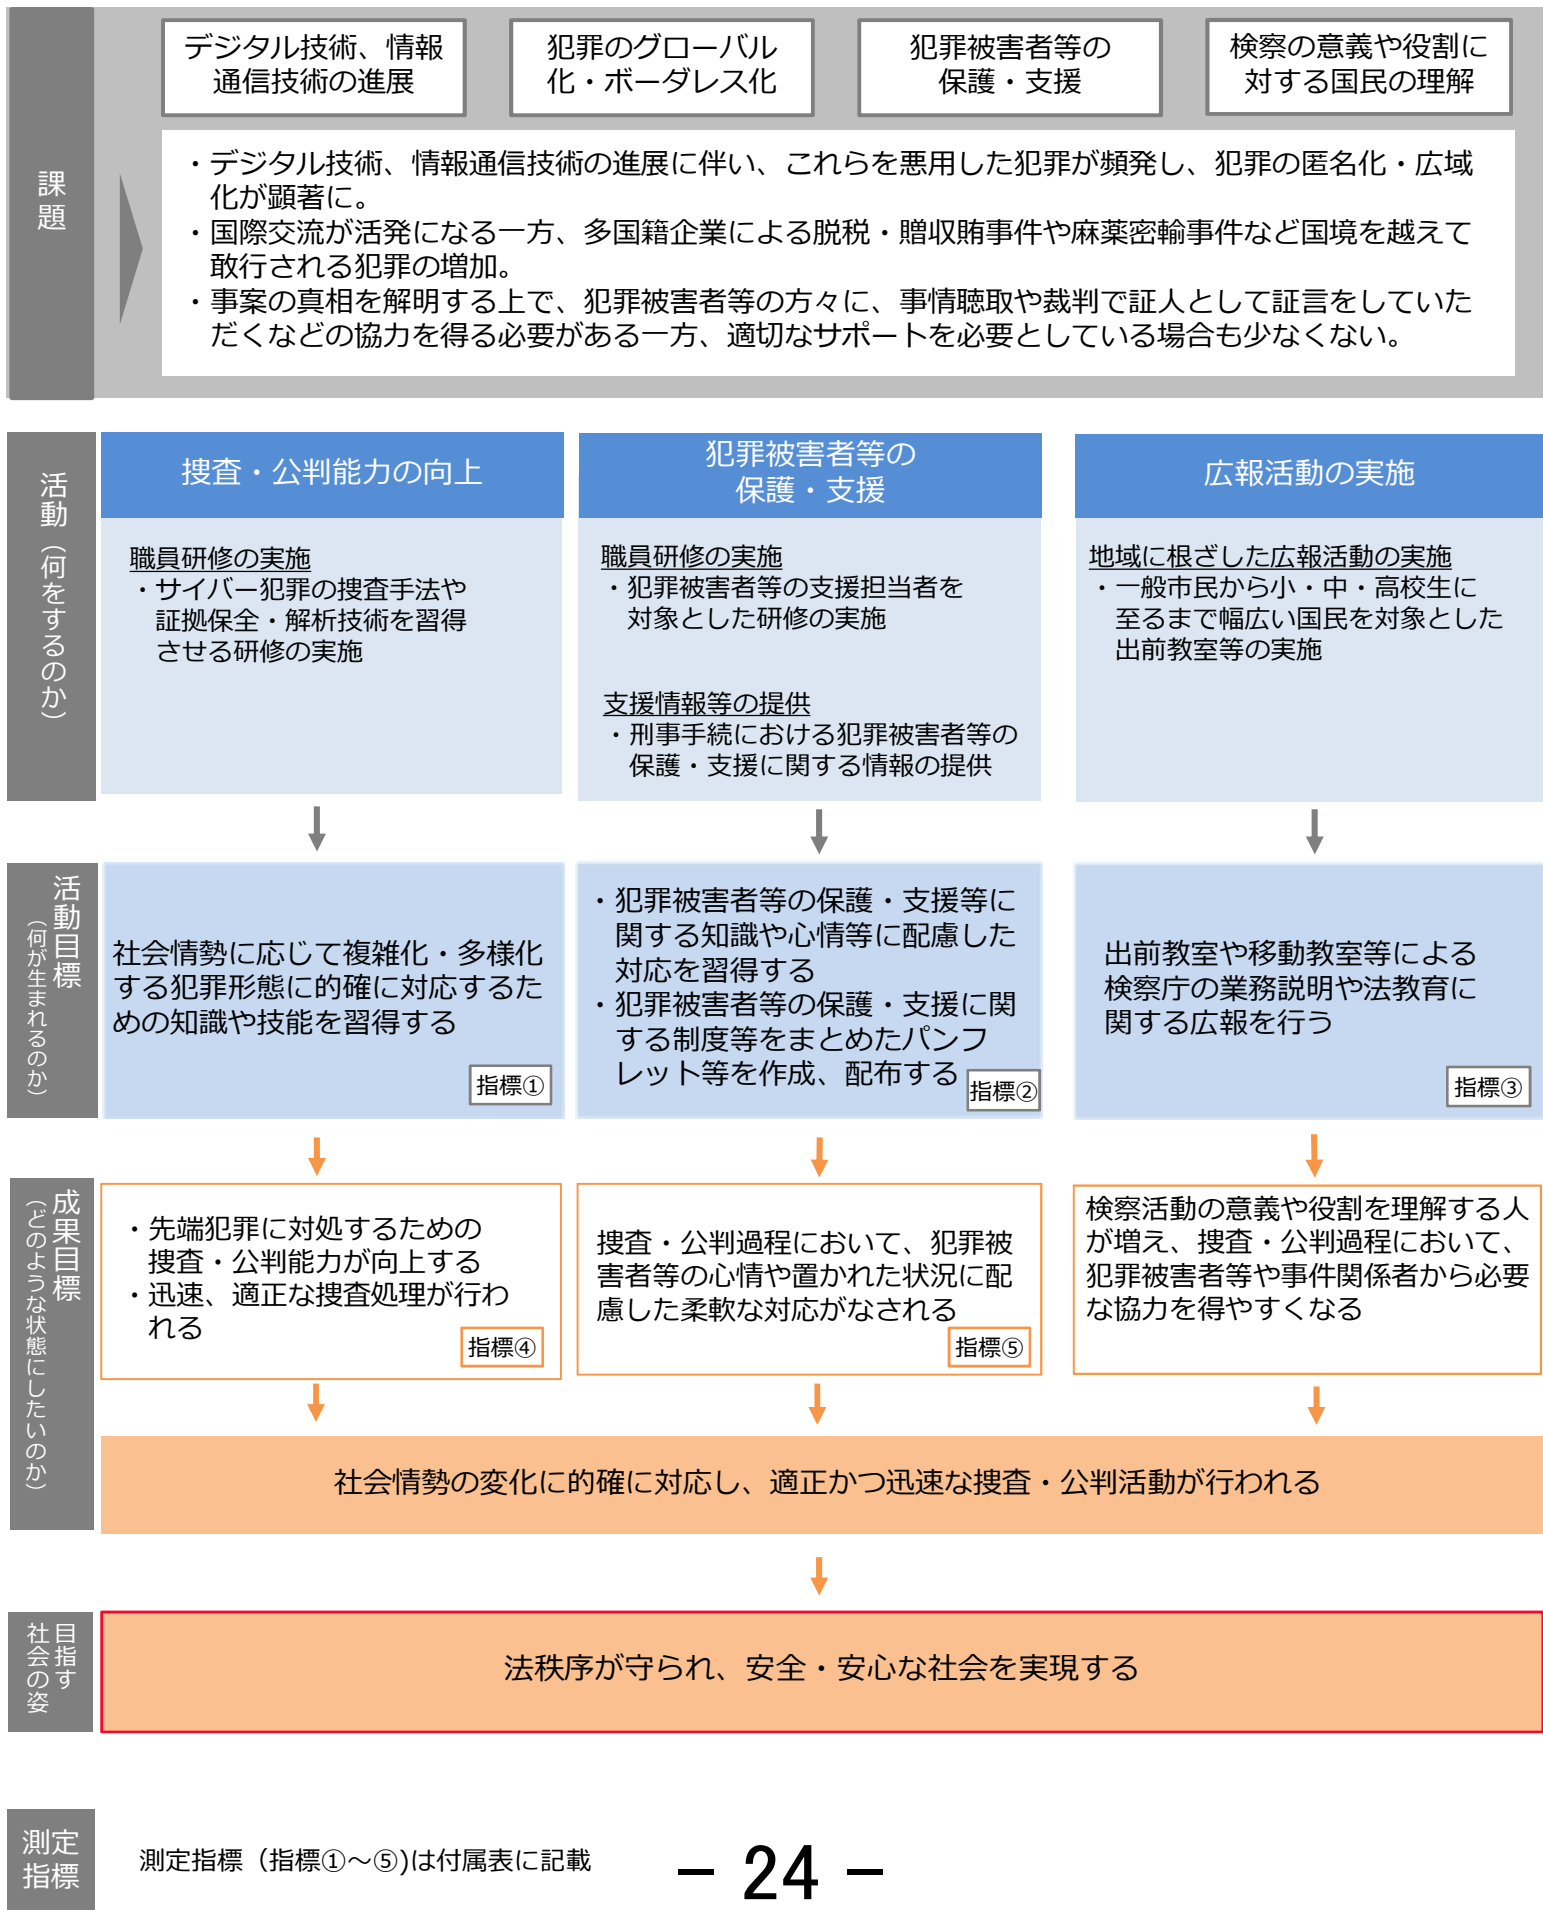 課題
デジタル技術、情報
通信技術の進展
犯罪のグローバル
化・ボーダレス化
犯罪被害者等の
保護・支援
検察の意義や役割に
対する国民の理解
・デジタル技術、情報通信技術の進展に伴い、これらを悪用した犯罪が頻発し、犯罪の匿名化・広域
化が顕著に。
・国際交流が活発になる一方、多国籍企業による脱税・贈収賄事件や麻薬密輸事件など国境を越えて
敢行される犯罪の増加。
・事案の真相を解明する上で、犯罪被害者等の方々に、事情聴取や裁判で証人として証言をしていた
だくなどの協力を得る必要がある一方、適切なサポートを必要としている場合も少なくない。
活動（何をするのか）
捜査・公判能力の向上
職員研修の実施
・サイバー犯罪の捜査手法や
証拠保全・解析技術を習得
させる研修の実施
犯罪被害者等の
保護・支援
職員研修の実施
・犯罪被害者等の支援担当者を
対象とした研修の実施
支援情報等の提供
・刑事手続における犯罪被害者等の
保護・支援に関する情報の提供
広報活動の実施
地域に根ざした広報活動の実施
・一般市民から小・中・高校生に
至るまで幅広い国民を対象とした
出前教室等の実施
活動目標
（何が生まれるのか）
社会情勢に応じて複雑化・多様化
する犯罪形態に的確に対応するた
めの知識や技能を習得する
指標①
・犯罪被害者等の保護・支援等に
関する知識や心情等に配慮した
対応を習得する
・犯罪被害者等の保護・支援に関
する制度等をまとめたパンフ
レット等を作成、配布する
指標②
出前教室や移動教室等による
検察庁の業務説明や法教育に
関する広報を行う
指標③
成果目標
（どのような状態にしたいのか）
・先端犯罪に対処するための
捜査・公判能力が向上する
・迅速、適正な捜査処理が行わ
れる
指標④
捜査・公判過程において、犯罪被
害者等の心情や置かれた状況に配
慮した柔軟な対応がなされる
指標⑤
検察活動の意義や役割を理解する人
が増え、捜査・公判過程において、
犯罪被害者等や事件関係者から必要
な協力を得やすくなる
社会情勢の変化に的確に対応し、適正かつ迅速な捜査・公判活動が行われる
目指す
社会の姿
法秩序が守られ、安全・安心な社会を実現する
測定
指標
測定指標（指標①～⑤)は付属表に記載
－ 24 －